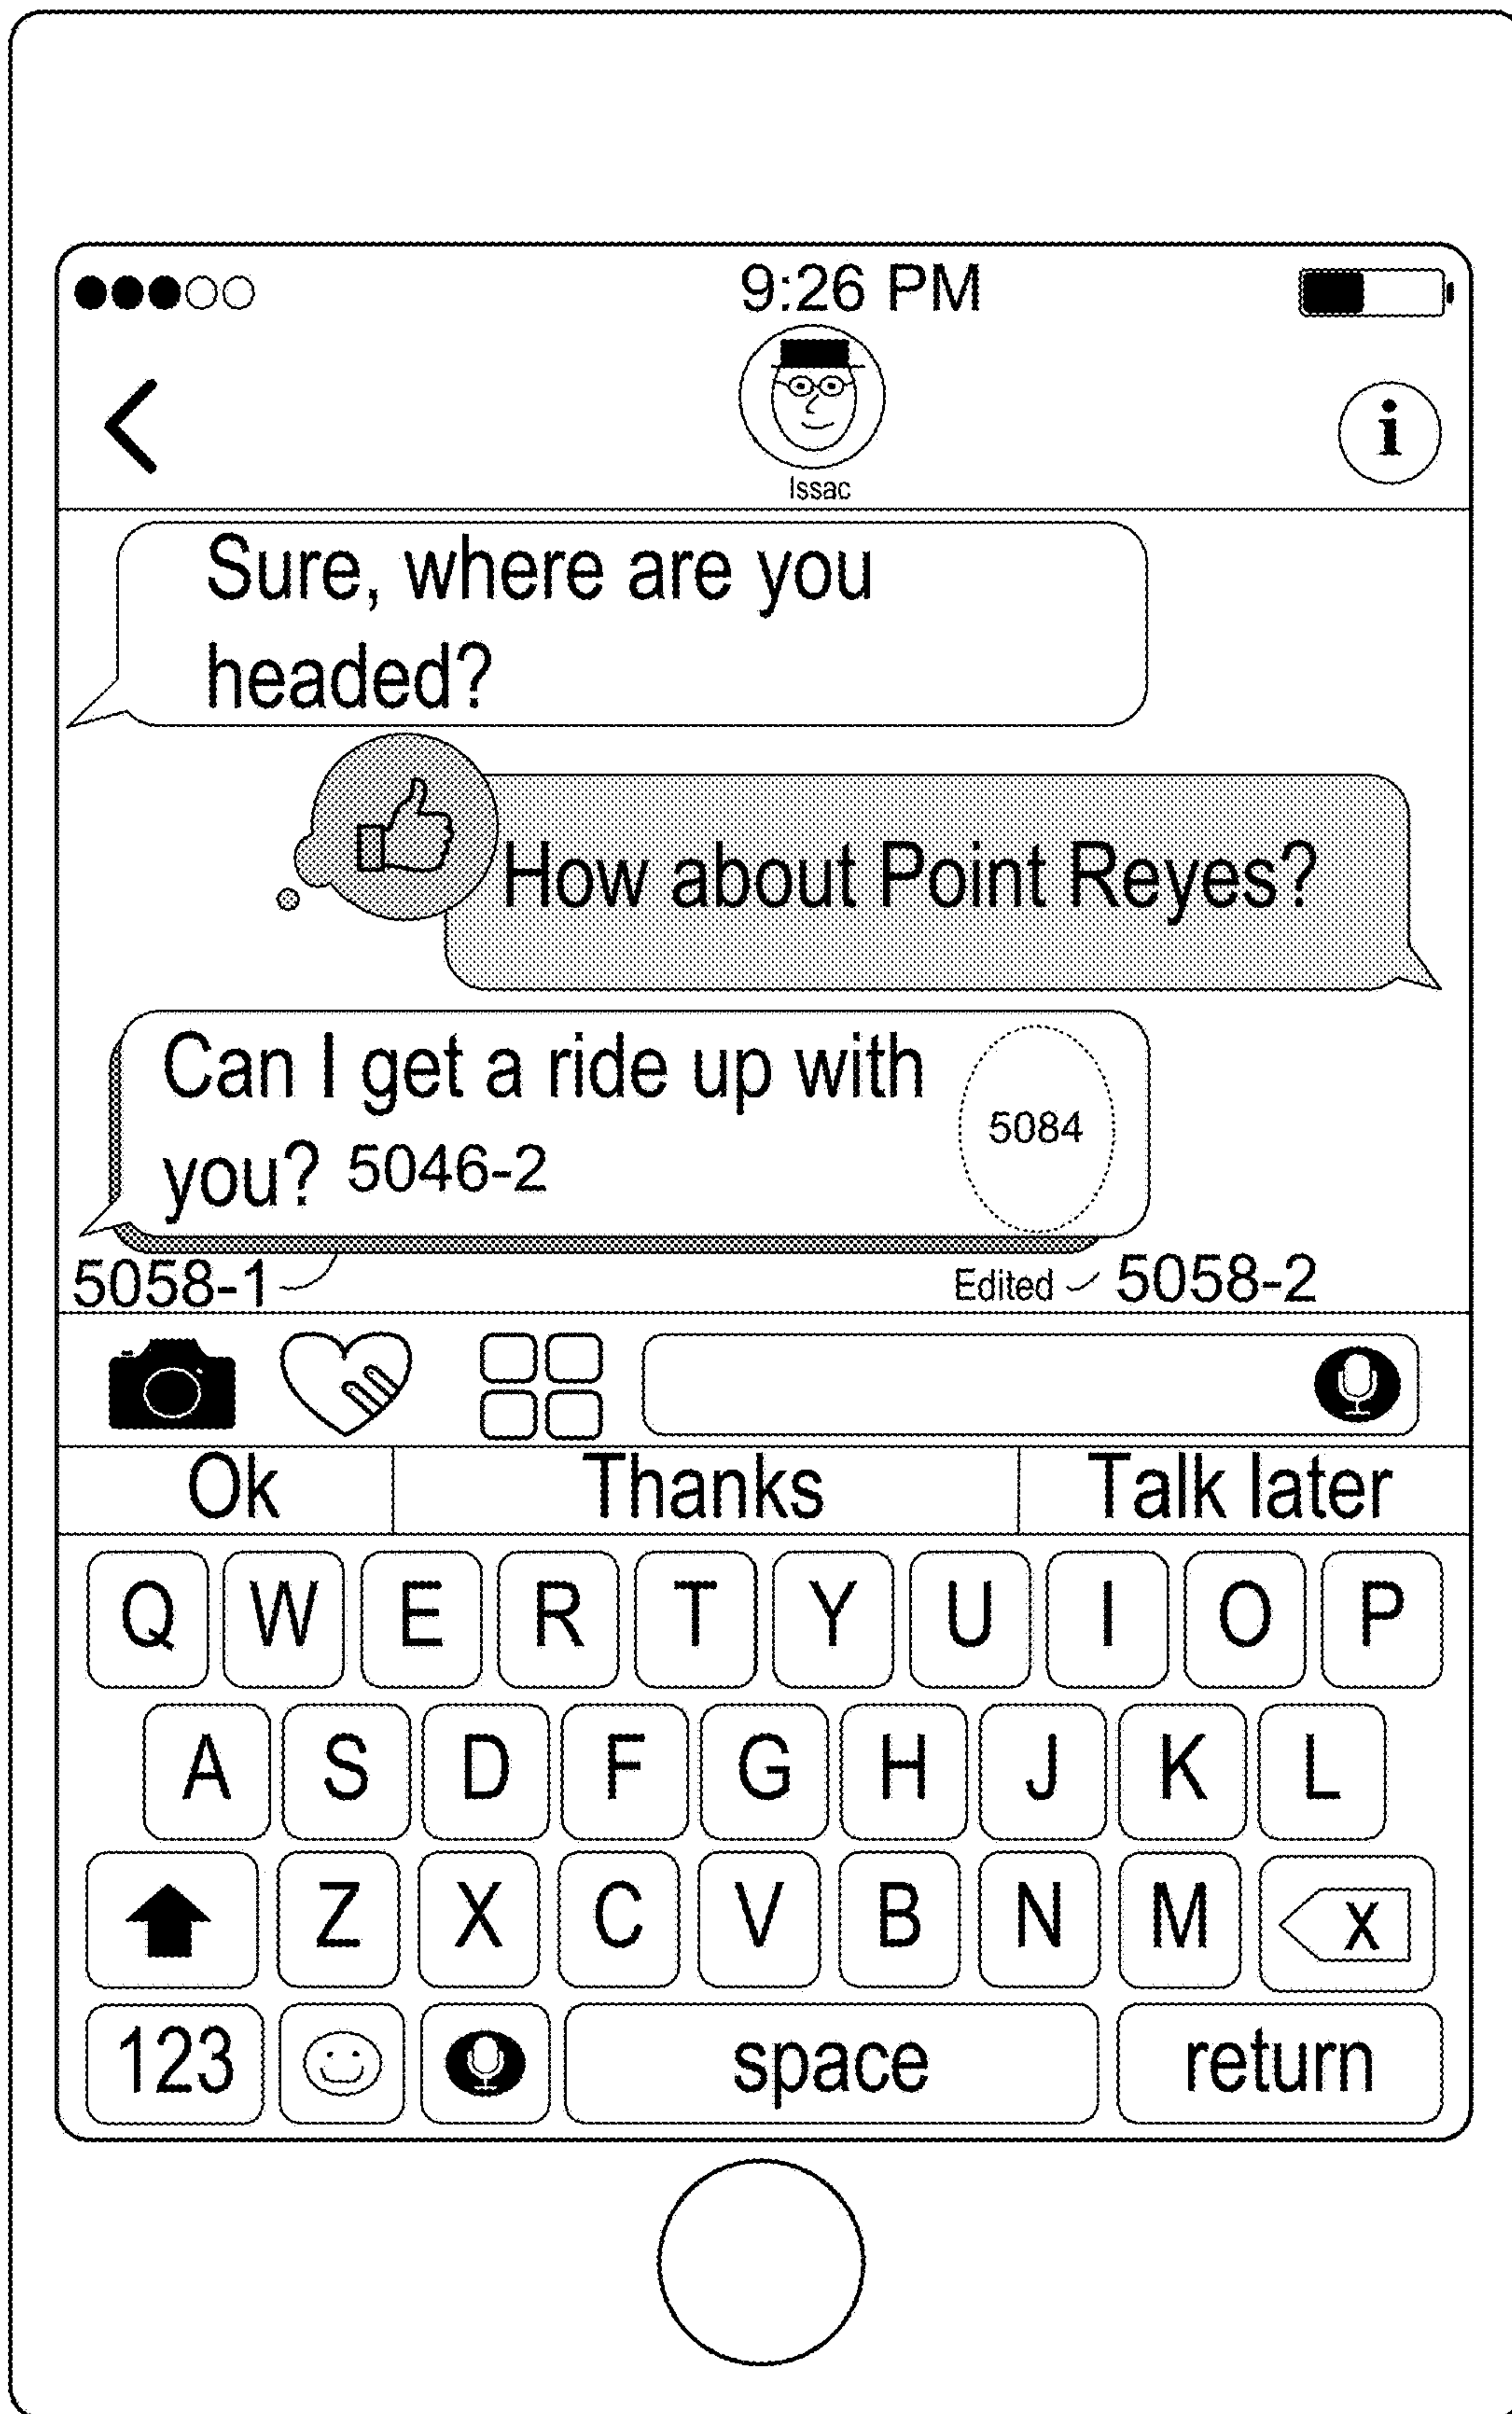 9:26 PM
i
Issac
Sure, where are you
headed?
How about Point Reyes?
Can I get a ride up with
you? 5046-2
5084
5058-1
Edited 5058-2
Ok Thanks Talk later
Q W E R T Y U I O P
A S D F G H J K L
Z X C V B N M X
123 space return